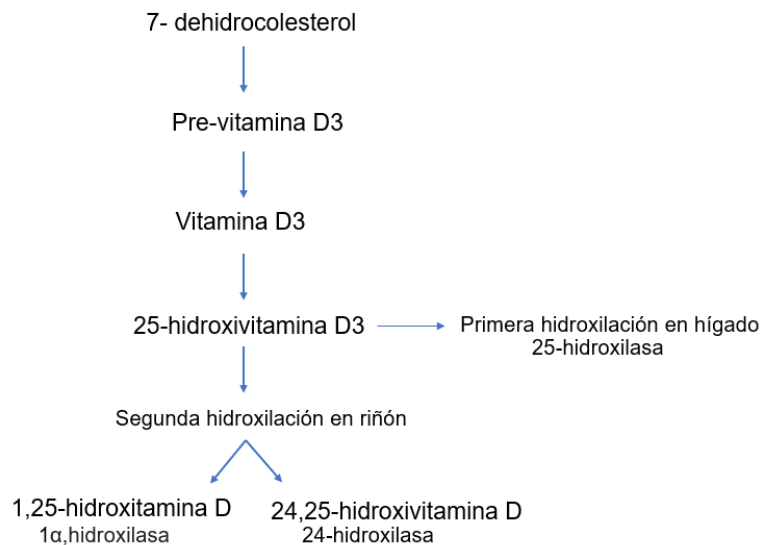 7- dehidrocolesterol
Pre-vitamina D3
Vitamina D3
25-hidroxivitamina D3
Primera hidroxilación en hígado
25-hidroxilasa
Segunda hidroxilación en riñón
1,25-hidroxitamina D
1α,hidroxilasa
24,25-hidroxivitamina D
24-hidroxilasa